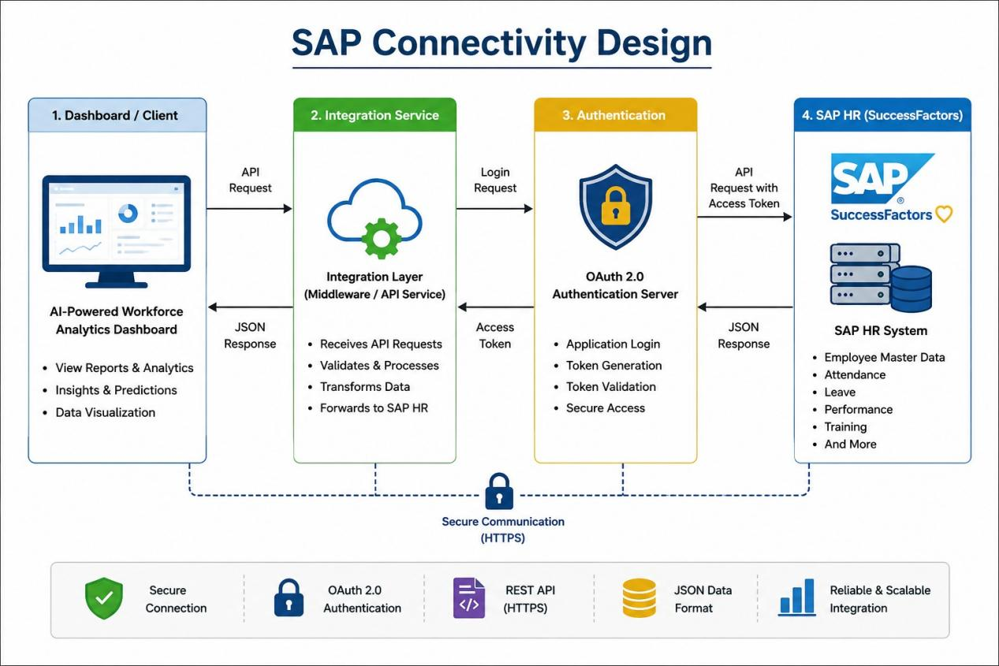 SAP Connectivity Design
1. Dashboard / Client
AI-Powered Workforce
Analytics Dashboard
• View Reports & Analytics
• Insights & Predictions
• Data Visualization
API
Request
JSON
Response
2. Integration Service
Integration Layer
(Middleware / API Service)
• Receives API Requests
• Validates & Processes
• Transforms Data
• Forwards to SAP HR
Login
Request
Access
Token
3. Authentication
OAuth 2.0
Authentication Server
• Application Login
• Token Generation
• Token Validation
• Secure Access
API
Request with
Access Token
JSON
Response
4. SAP HR (SuccessFactors)
SAP®
SuccessFactors
SAP HR System
• Employee Master Data
• Attendance
• Leave
• Performance
• Training
• And More
Secure Communication
(HTTPS)
Secure
Connection
OAuth 2.0
Authentication
</>
REST API
(HTTPS)
JSON Data
Format
Reliable & Scalable
Integration